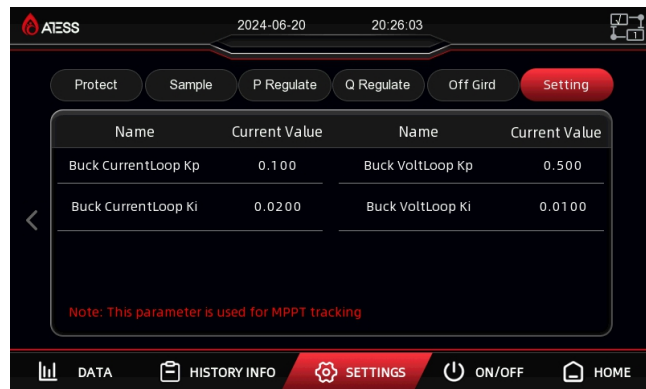 ATESS 2024-06-20 20:26:03
1
Protect Sample P Regulate Q Regulate Off Gird Setting
Name Current Value Name Current Value
Buck CurrentLoop Kp 0.100 Buck VoltLoop Kp 0.500
Buck CurrentLoop Ki 0.0200 Buck VoltLoop Ki 0.0100
Note: This parameter is used for MPPT tracking
DATA HISTORY INFO SETTINGS ON/OFF HOME